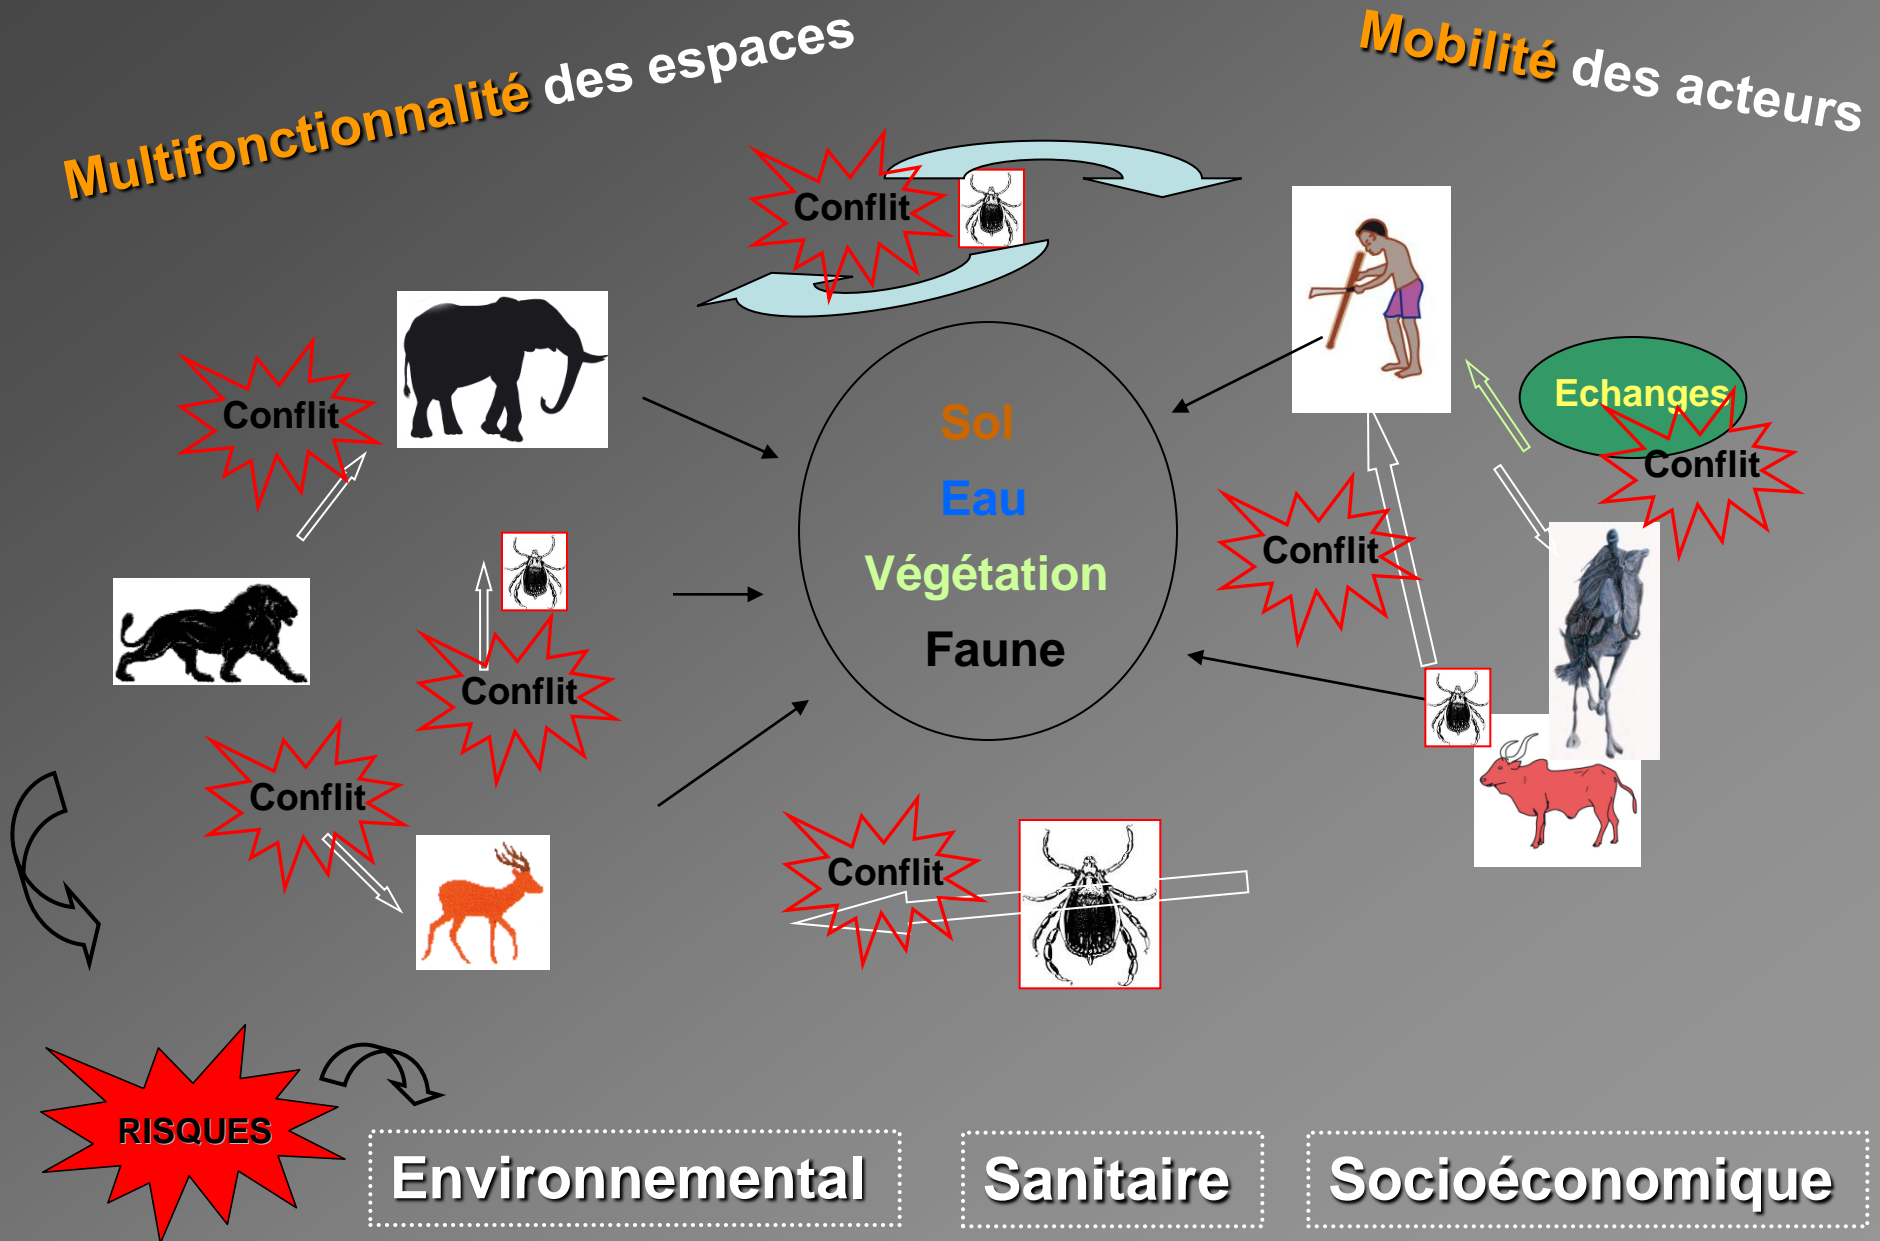 Multifonctionnalité des espaces
Mobilité des acteurs
Conflit
Conflit
Echanges
Conflit
Sol
Eau
Végétation
Faune
Conflit
Conflit
Conflit
Conflit
RISQUES
Environnemental
Sanitaire
Socioéconomique